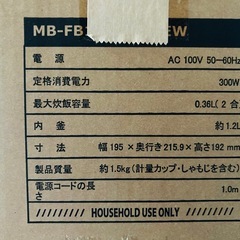 MB-FB EW
電源 AC 100V 50-60Hz
定格消費電力 300W
最大炊飯容量 0.36L( 2 合
約1.2L
寸法 幅 195 × 奥行き 215.9 × 高さ 192 mm
製品質量 約 1.5kg (計量カップ・しゃもじを含む)
電源コードの長さ 1.0m
HOUSEHOLD USE ONLY